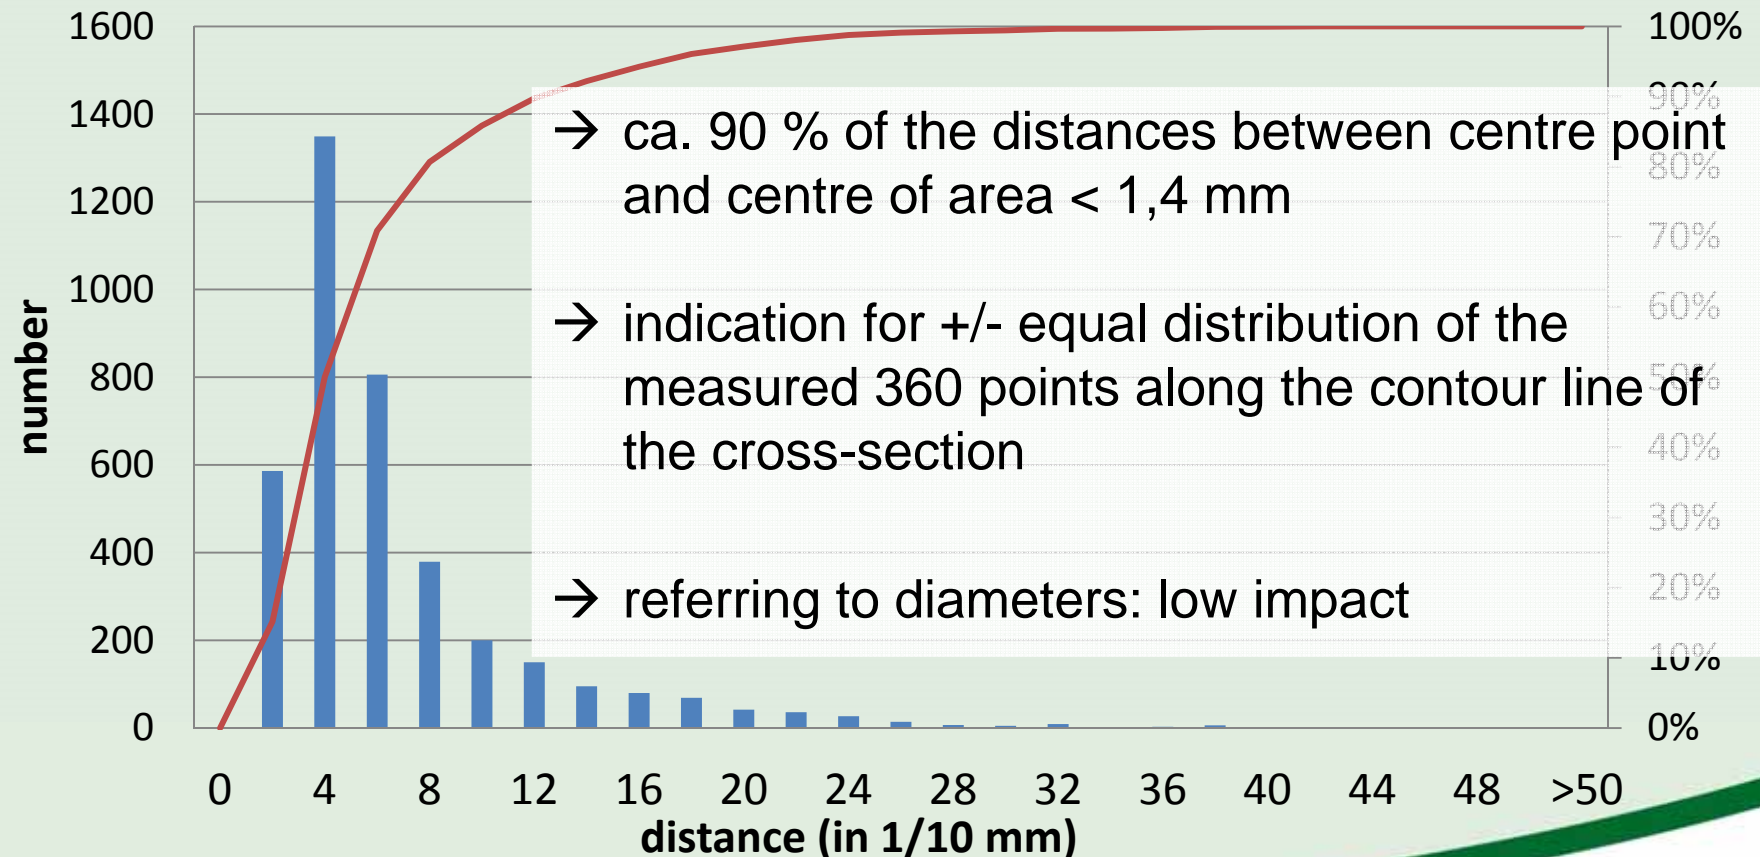 1600
1400
1200
1000
800
600
400
200
0
number
100%
90%
80%
70%
60%
50%
40%
30%
20%
10%
0%
→ ca. 90 % of the distances between centre point
and centre of area < 1,4 mm
→ indication for +/- equal distribution of the
measured 360 points along the contour line of
the cross-section
→ referring to diameters: low impact
0 4 8 12 16 20 24 28 32 36 40 44 48 >50
distance (in 1/10 mm)